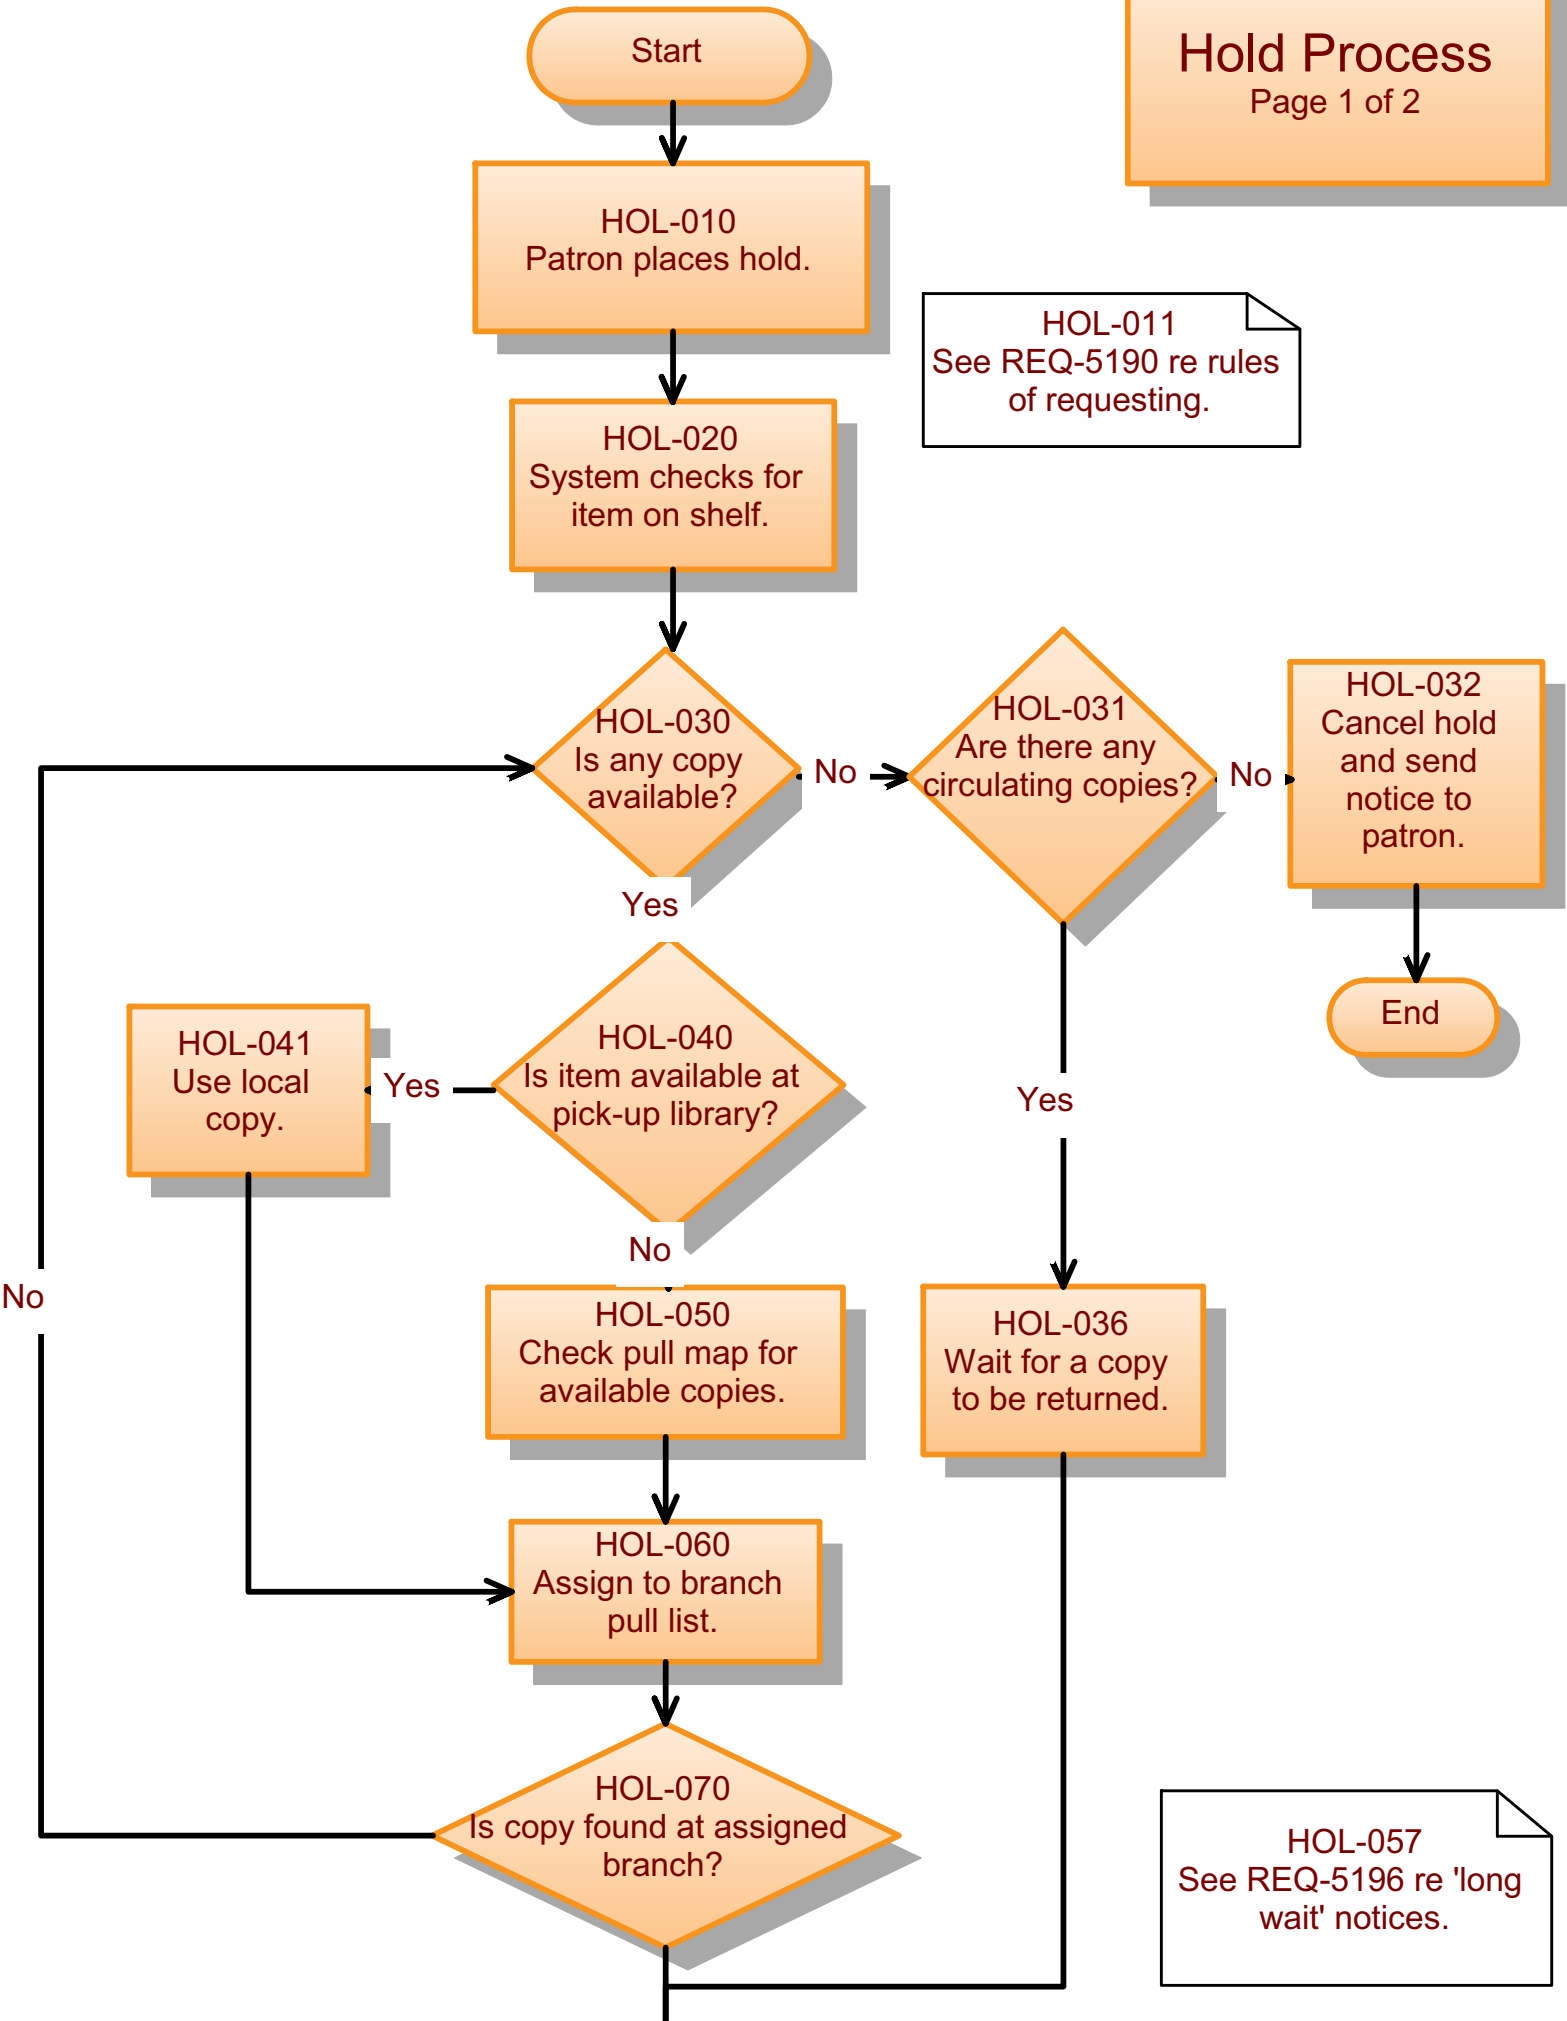 Start
Hold Process
Page 1 of 2
HOL-010
Patron places hold.
HOL-011
See REQ-5190 re rules
of requesting.
HOL-020
System checks for
item on shelf.
HOL-030
Is any copy
available?
No
HOL-031
Are there any
circulating copies?
No
HOL-032
Cancel hold
and send
notice to
patron.
Yes
End
HOL-040
Is item available at
pick-up library?
Yes
HOL-041
Use local
copy.
Yes
No
No
HOL-050
Check pull map for
available copies.
HOL-036
Wait for a copy
to be returned.
HOL-060
Assign to branch
pull list.
HOL-070
Is copy found at assigned
branch?
HOL-057
See REQ-5196 re 'long
wait' notices.